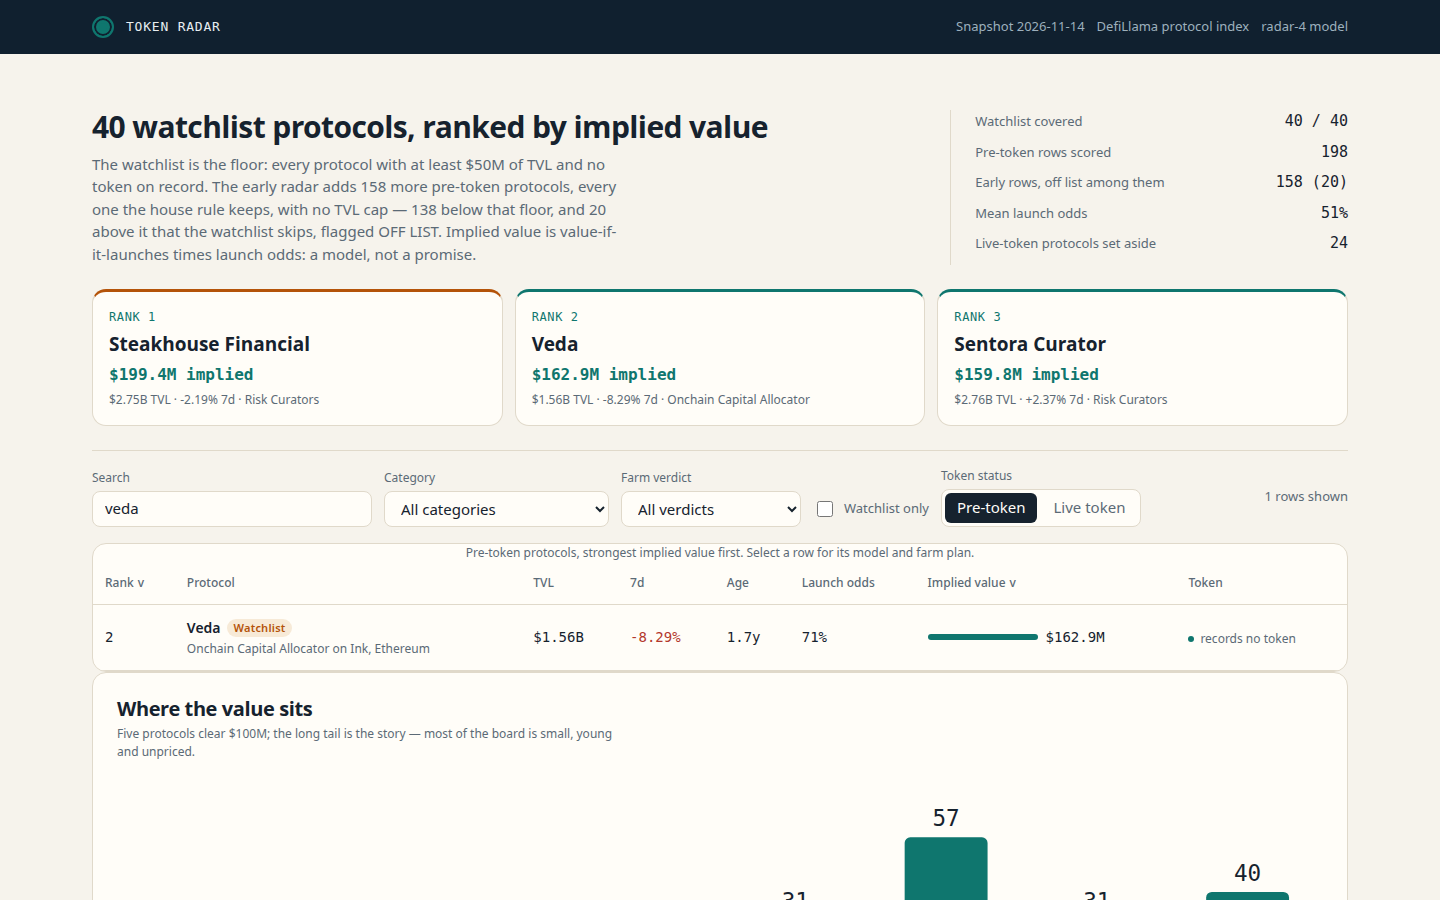 TOKEN RADAR
Snapshot 2026-11-14 DefiLlama protocol index radar-4 model
40 watchlist protocols, ranked by implied value
The watchlist is the floor: every protocol with at least $50M of TVL and no
token on record. The early radar adds 158 more pre-token protocols, every
one the house rule keeps, with no TVL cap — 138 below that floor, and 20
above it that the watchlist skips, flagged OFF LIST. Implied value is value-if-
it-launches times launch odds: a model, not a promise.
Watchlist covered 40 / 40
Pre-token rows scored 198
Early rows, off list among them 158 (20)
Mean launch odds 51%
Live-token protocols set aside 24
RANK 1
Steakhouse Financial
$199.4M implied
$2.75B TVL · -2.19% 7d · Risk Curators
RANK 2
Veda
$162.9M implied
$1.56B TVL · -8.29% 7d · Onchain Capital Allocator
RANK 3
Sentora Curator
$159.8M implied
$2.76B TVL · +2.37% 7d · Risk Curators
Search
veda
Category
All categories
Farm verdict
All verdicts
Watchlist only
Token status
Pre-token Live token
1 rows shown
Pre-token protocols, strongest implied value first. Select a row for its model and farm plan.
Rank v Protocol TVL 7d Age Launch odds Implied value v Token
2 Veda Watchlist $1.56B -8.29% 1.7y 71% $162.9M records no token
Onchain Capital Allocator on Ink, Ethereum
Where the value sits
Five protocols clear $100M; the long tail is the story — most of the board is small, young
and unpriced.
57
40
31 31